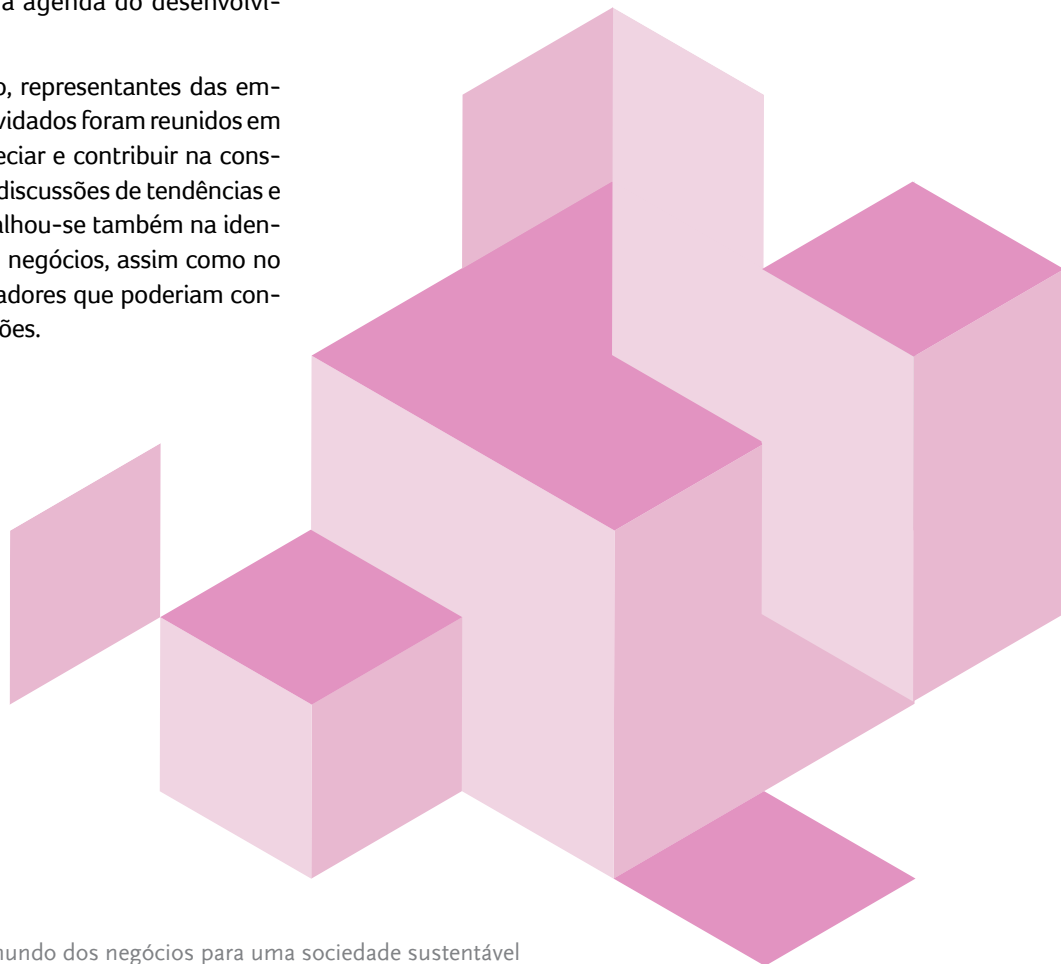 a agenda do desenvolvi-
o, representantes das em-
vidados foram reunidos em
eciar e contribuir na cons-
discussões de tendências e
alhou-se também na iden-
negócios, assim como no
adores que poderiam con-
ões.
mundo dos negócios para uma sociedade sustentável